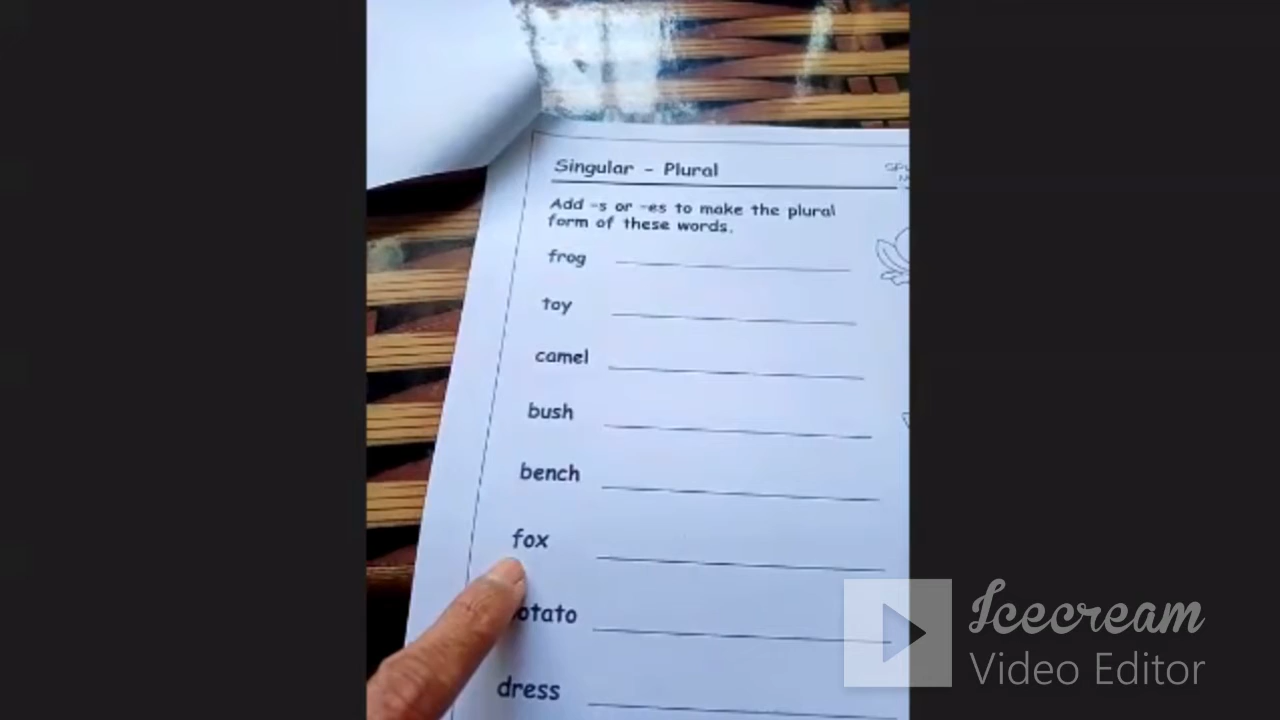 Singular - Plural
Add -s or -es to make the plural
form of these words.
frog
toy
camel
bush
bench
fox
otato
dress
Icecream
Video Editor